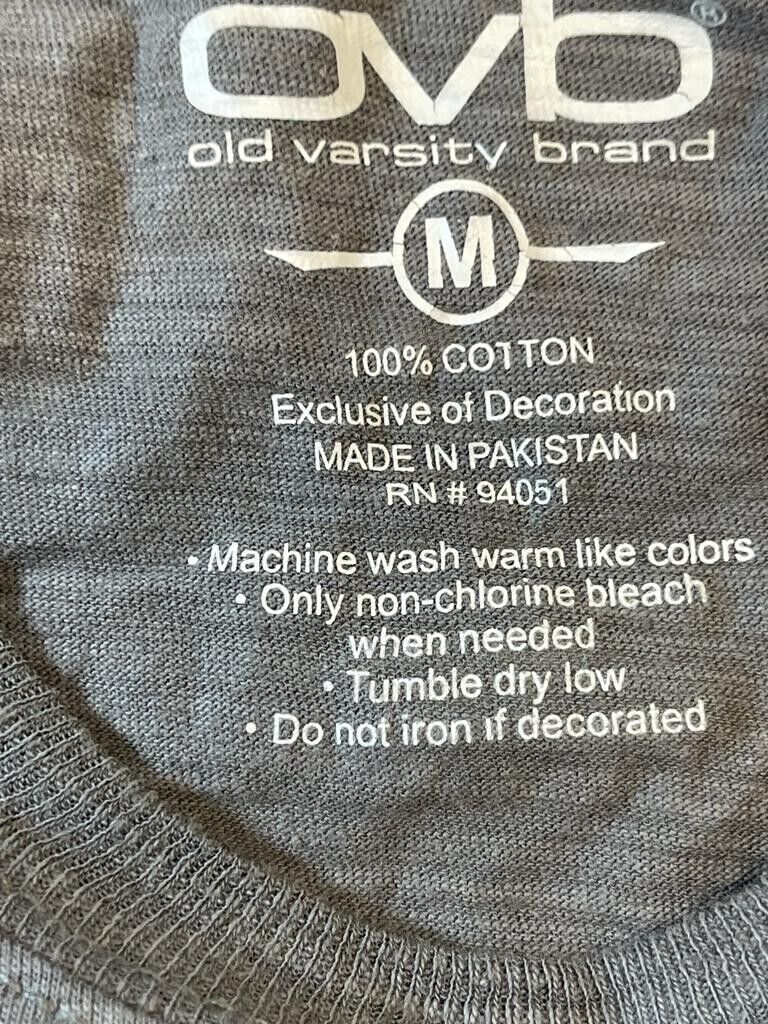 ovb®
old varsity brand
M
100% COTTON
Exclusive of Decoration
MADE IN PAKISTAN
RN # 94051
• Machine wash warm like colors
• Only non-chlorine bleach
when needed
• Tumble dry low
• Do not iron if decorated